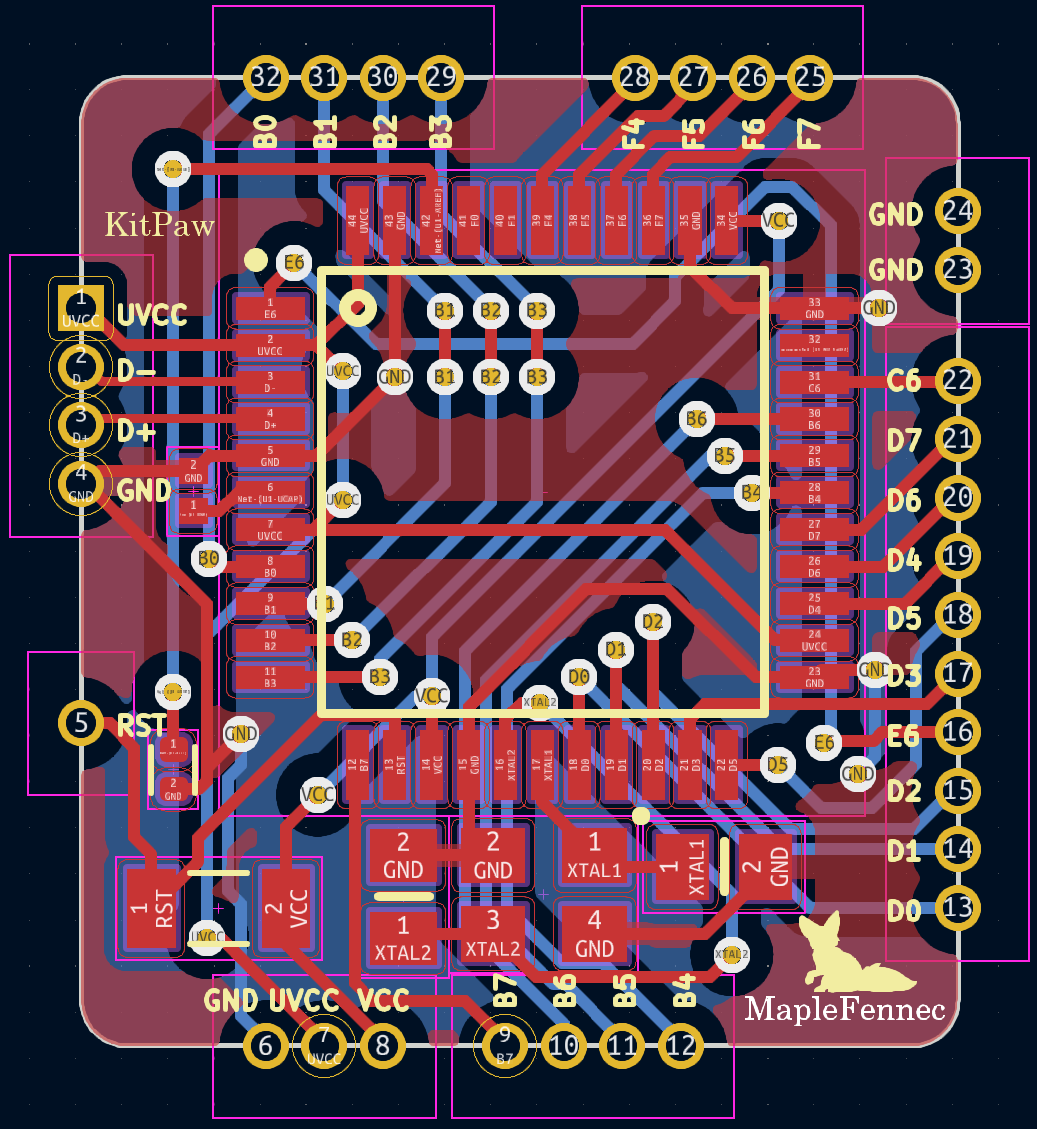 32 31 30 29 28 27 26 25
B0 B1 B2 B3 F4 F5 F6 F7
KitPaw
44 UVCC
43 GND
42
41 F0
40 F1
39 F4
38 F5
37 F6
36 F7
35 GND
34 VCC
VCC
GND 24
GND 23
E6
1 UVCC
UVCC
2 D-
D-
3 D+
D+
4 GND
GND
1 E6
2 UVCC
3 D-
4 D+
5 GND
6 Net-(U1-UCAP)
7 UVCC
8 B0
9 B1
10 B2
11 B3
2 GND
1
B0
B1
B2
B3
B1 B2 B3
UVCC GND B1 B2 B3
UVCC
B6
B5
B4
33 GND
GND
32
31 C6
30 B6
29 B5
28 B4
27 D7
26 D6
25 D4
24 UVCC
23 GND
GND
C6 22
D7 21
D6 20
D4 19
D5 18
D3 17
E6 16
D2 15
D1 14
D0 13
D2
D1
D0
VCC
XTAL2
E6
D5
GND
5 RST
GND
1
2 GND
VCC
12 B7
13 RST
14 VCC
15 GND
16 XTAL2
17 XTAL1
18 D0
19 D1
20 D2
21 D3
22 D5
1 RST
2 VCC
UVCC
2 GND
1 XTAL2
2 GND
3 XTAL2
1 XTAL1
4 GND
1 XTAL1
2 GND
XTAL2
GND UVCC VCC B7 B6 B5 B4
MapleFennec
6 7 UVCC 8 9 B7 10 11 12